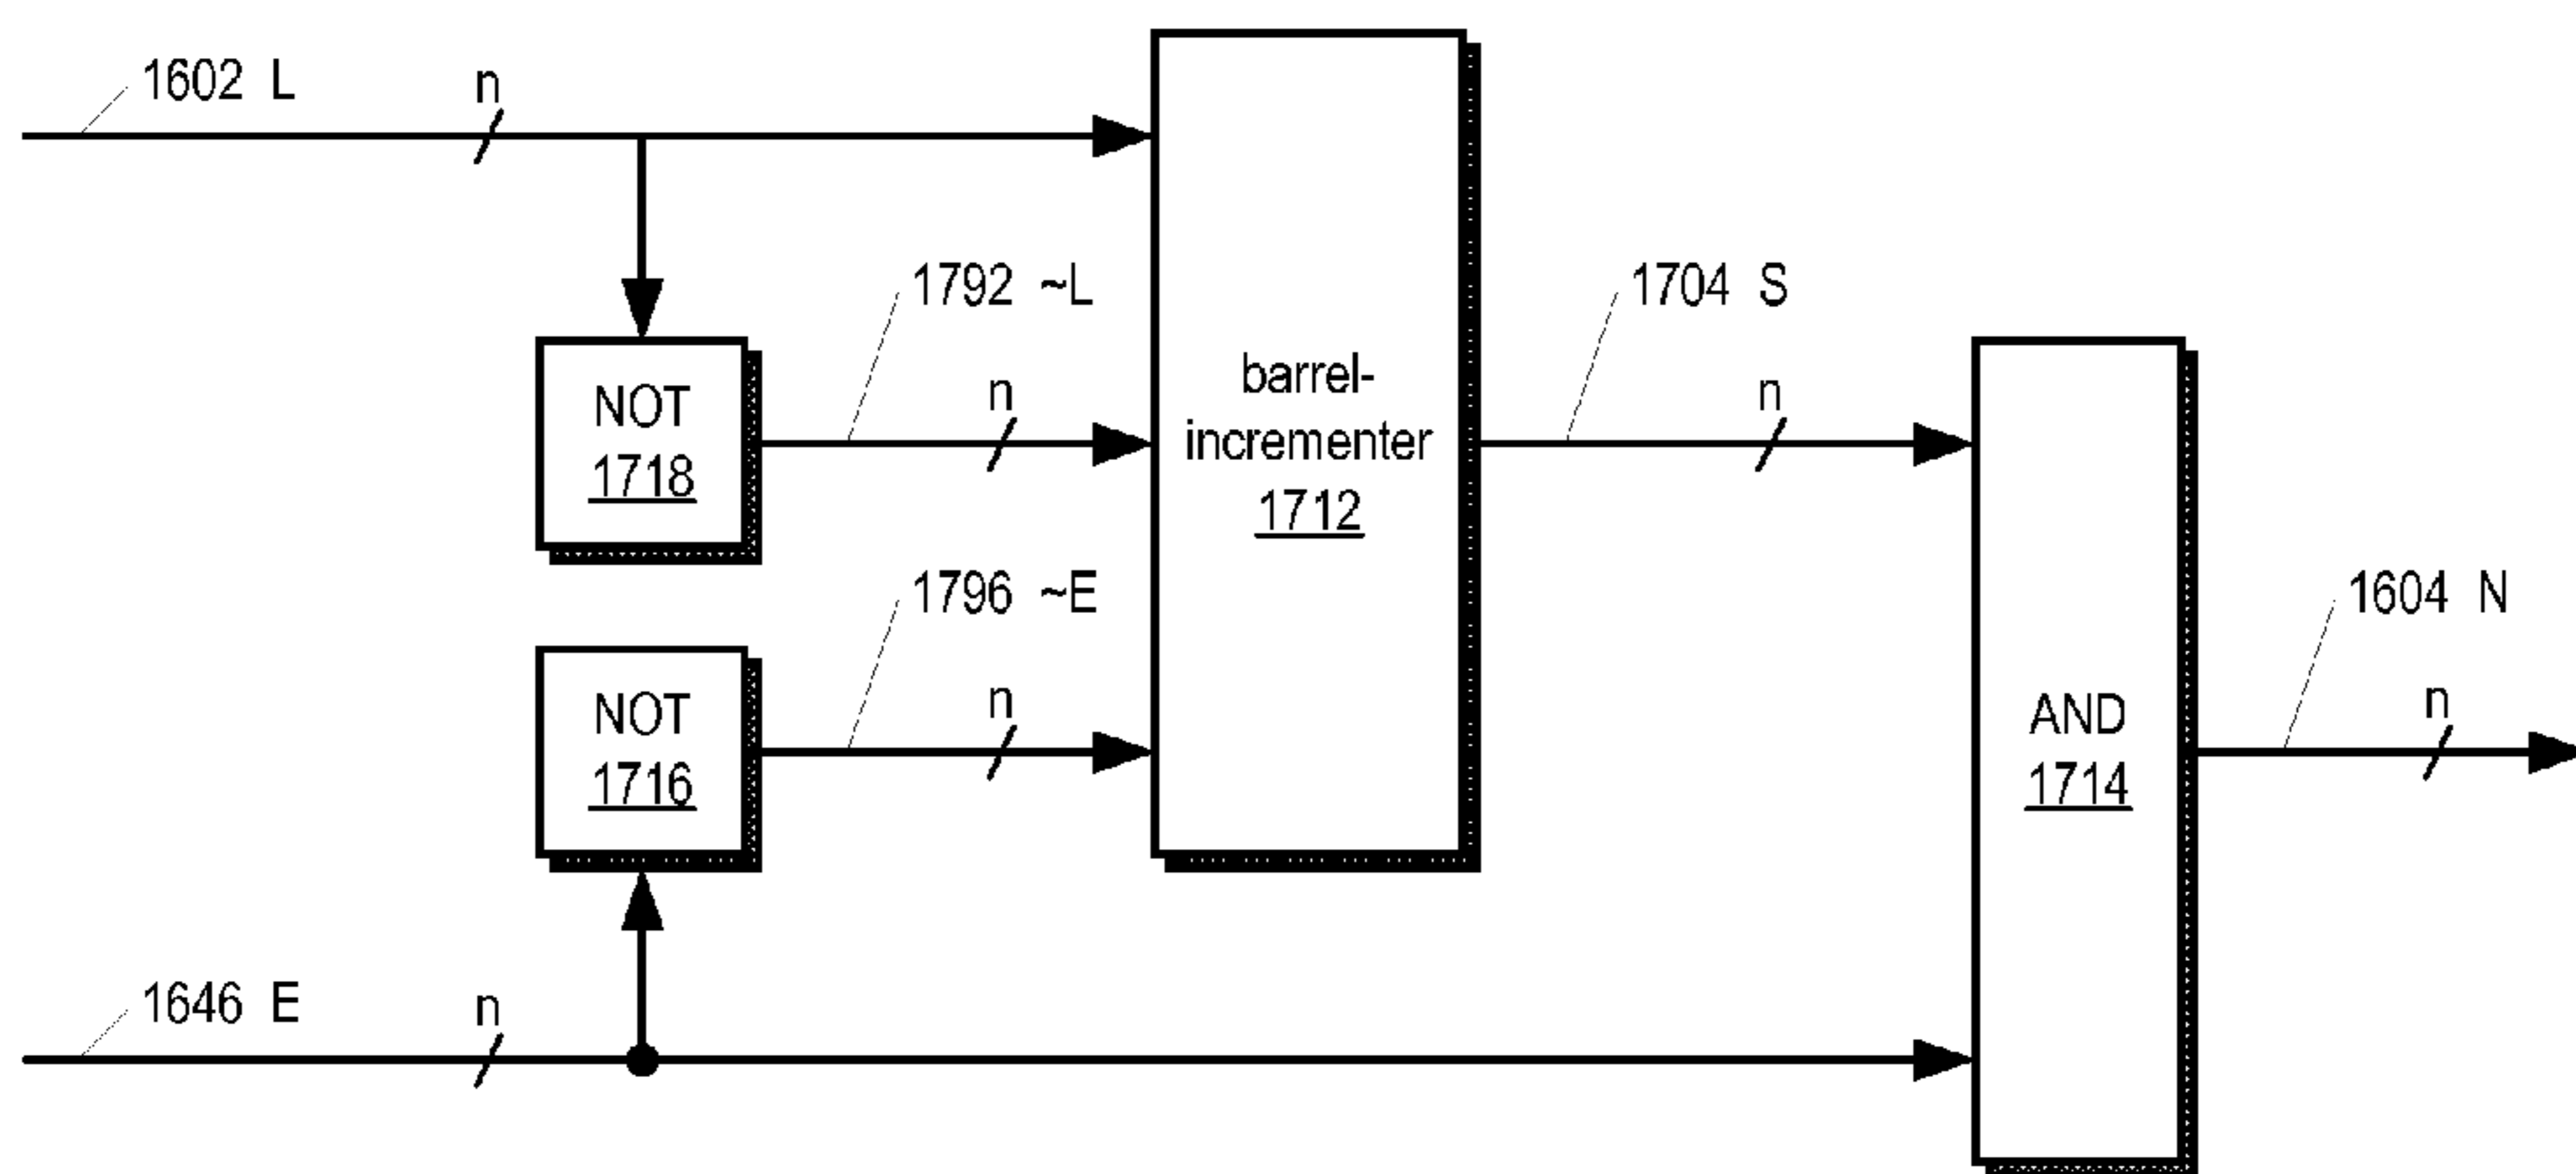 1602 L
n
NOT
1718
1792 ~L
n
1796 ~E
n
NOT
1716
1646 E
n
barrel-
incrementer
1712
1704 S
n
AND
1714
1604 N
n